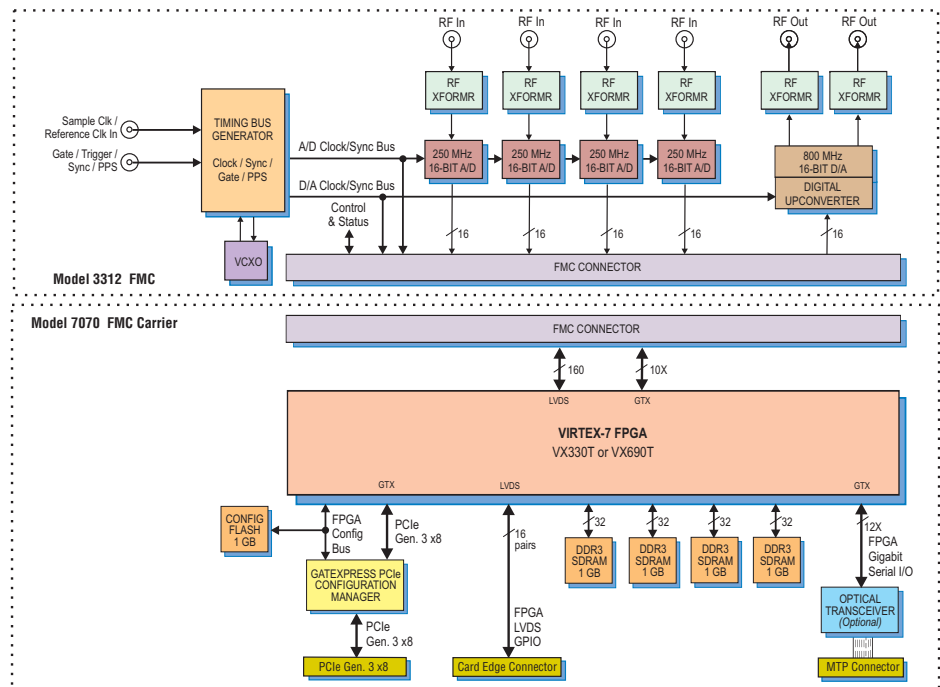 RF In
RF In
RF In
RF In
RF Out
RF Out
RF
XFORMR
RF
XFORMR
RF
XFORMR
RF
XFORMR
RF
XFORMR
RF
XFORMR
Sample Clk /
Reference Clk In
Gate / Trigger /
Sync / PPS
TIMING BUS
GENERATOR
Clock / Sync /
Gate / PPS
A/D Clock/Sync Bus
D/A Clock/Sync Bus
250 MHz
16-BIT A/D
250 MHz
16-BIT A/D
250 MHz
16-BIT A/D
250 MHz
16-BIT A/D
800 MHz
16-BIT D/A
DIGITAL
UPCONVERTER
Control
& Status
16
16
16
16
16
VCXO
FMC CONNECTOR
Model 3312 FMC
Model 7070 FMC Carrier
FMC CONNECTOR
160
10X
LVDS
GTX
VIRTEX-7 FPGA
VX330T or VX690T
GTX
LVDS
GTX
CONFIG
FLASH
1 GB
FPGA
Config
Bus
PCIe
Gen. 3 x8
16
pairs
32
32
32
32
12X
FPGA
Gigabit
Serial I/O
DDR3
SDRAM
1 GB
DDR3
SDRAM
1 GB
DDR3
SDRAM
1 GB
DDR3
SDRAM
1 GB
GATEXPRESS PCIe
CONFIGURATION
MANAGER
OPTICAL
TRANSCEIVER
(Optional)
PCIe
Gen. 3 x8
FPGA
LVDS
GPIO
PCIe Gen. 3 x8
Card Edge Connector
MTP Connector